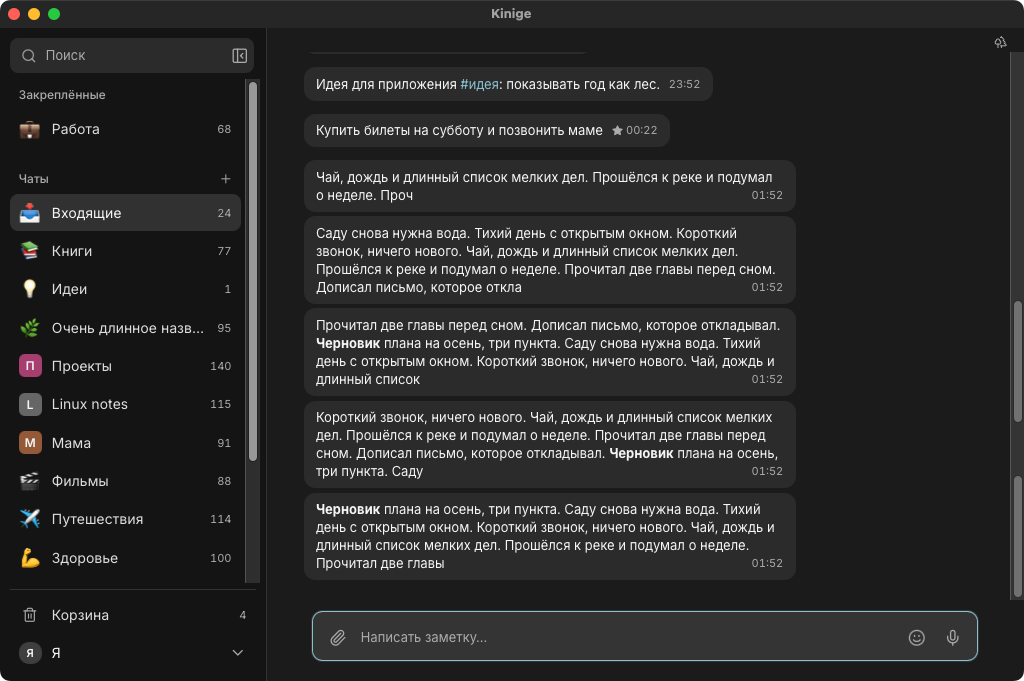 Kinige
Поиск
Закреплённые
Работа 68
Чаты +
Входящие 24
Книги 77
Идеи 1
Очень длинное назв... 95
П Проекты 140
L Linux notes 115
М Мама 91
Фильмы 88
Путешествия 114
Здоровье 100
Корзина 4
Я Я
Идея для приложения #идея: показывать год как лес. 23:52
Купить билеты на субботу и позвонить маме ★ 00:22
Чай, дождь и длинный список мелких дел. Прошёлся к реке и подумал
о неделе. Проч 01:52
Саду снова нужна вода. Тихий день с открытым окном. Короткий
звонок, ничего нового. Чай, дождь и длинный список мелких дел.
Прошёлся к реке и подумал о неделе. Прочитал две главы перед сном.
Дописал письмо, которое откла 01:52
Прочитал две главы перед сном. Дописал письмо, которое откладывал.
Черновик плана на осень, три пункта. Саду снова нужна вода. Тихий
день с открытым окном. Короткий звонок, ничего нового. Чай, дождь и
длинный список 01:52
Короткий звонок, ничего нового. Чай, дождь и длинный список мелких
дел. Прошёлся к реке и подумал о неделе. Прочитал две главы перед
сном. Дописал письмо, которое откладывал. Черновик плана на осень,
три пункта. Саду 01:52
Черновик плана на осень, три пункта. Саду снова нужна вода. Тихий
день с открытым окном. Короткий звонок, ничего нового. Чай, дождь и
длинный список мелких дел. Прошёлся к реке и подумал о неделе.
Прочитал две главы 01:52
Написать заметку...